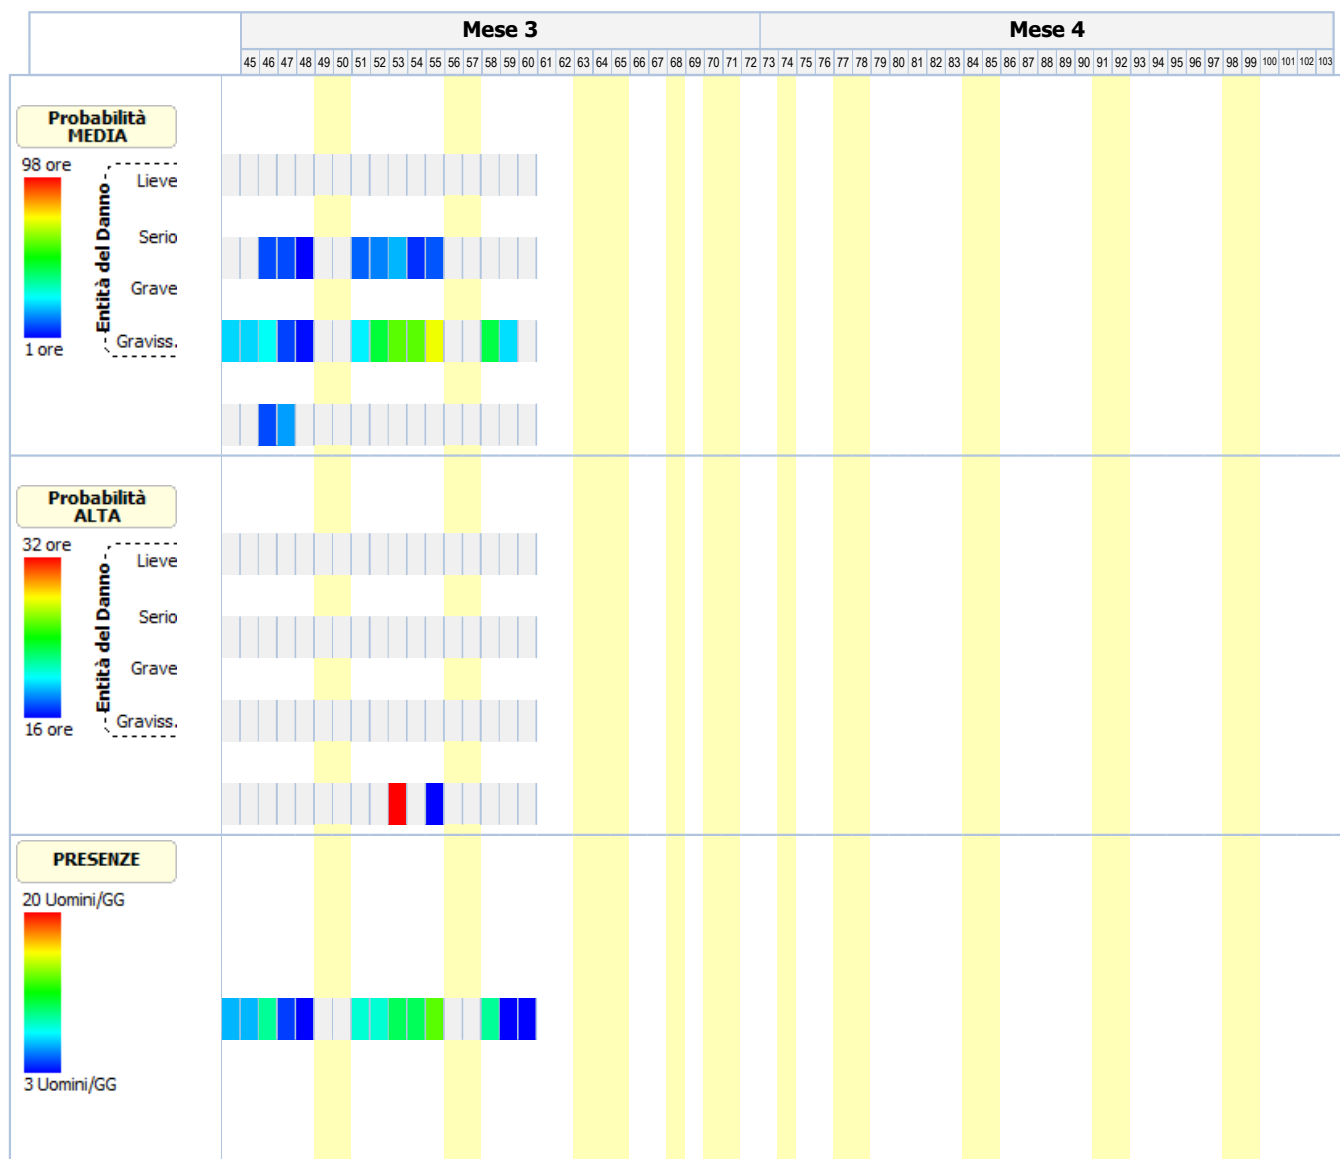 Mese 3 Mese 4
45 46 47 48 49 50 51 52 53 54 55 56 57 58 59 60 61 62 63 64 65 66 67 68 69 70 71 72 73 74 75 76 77 78 79 80 81 82 83 84 85 86 87 88 89 90 91 92 93 94 95 96 97 98 99 100 101 102 103
Probabilità
MEDIA
98 ore
Lieve
Serio
Entità del Danno
Grave
Graviss.
1 ore
Probabilità
ALTA
32 ore
Lieve
Serio
Entità del Danno
Grave
Graviss.
16 ore
PRESENZE
20 Uomini/GG
3 Uomini/GG